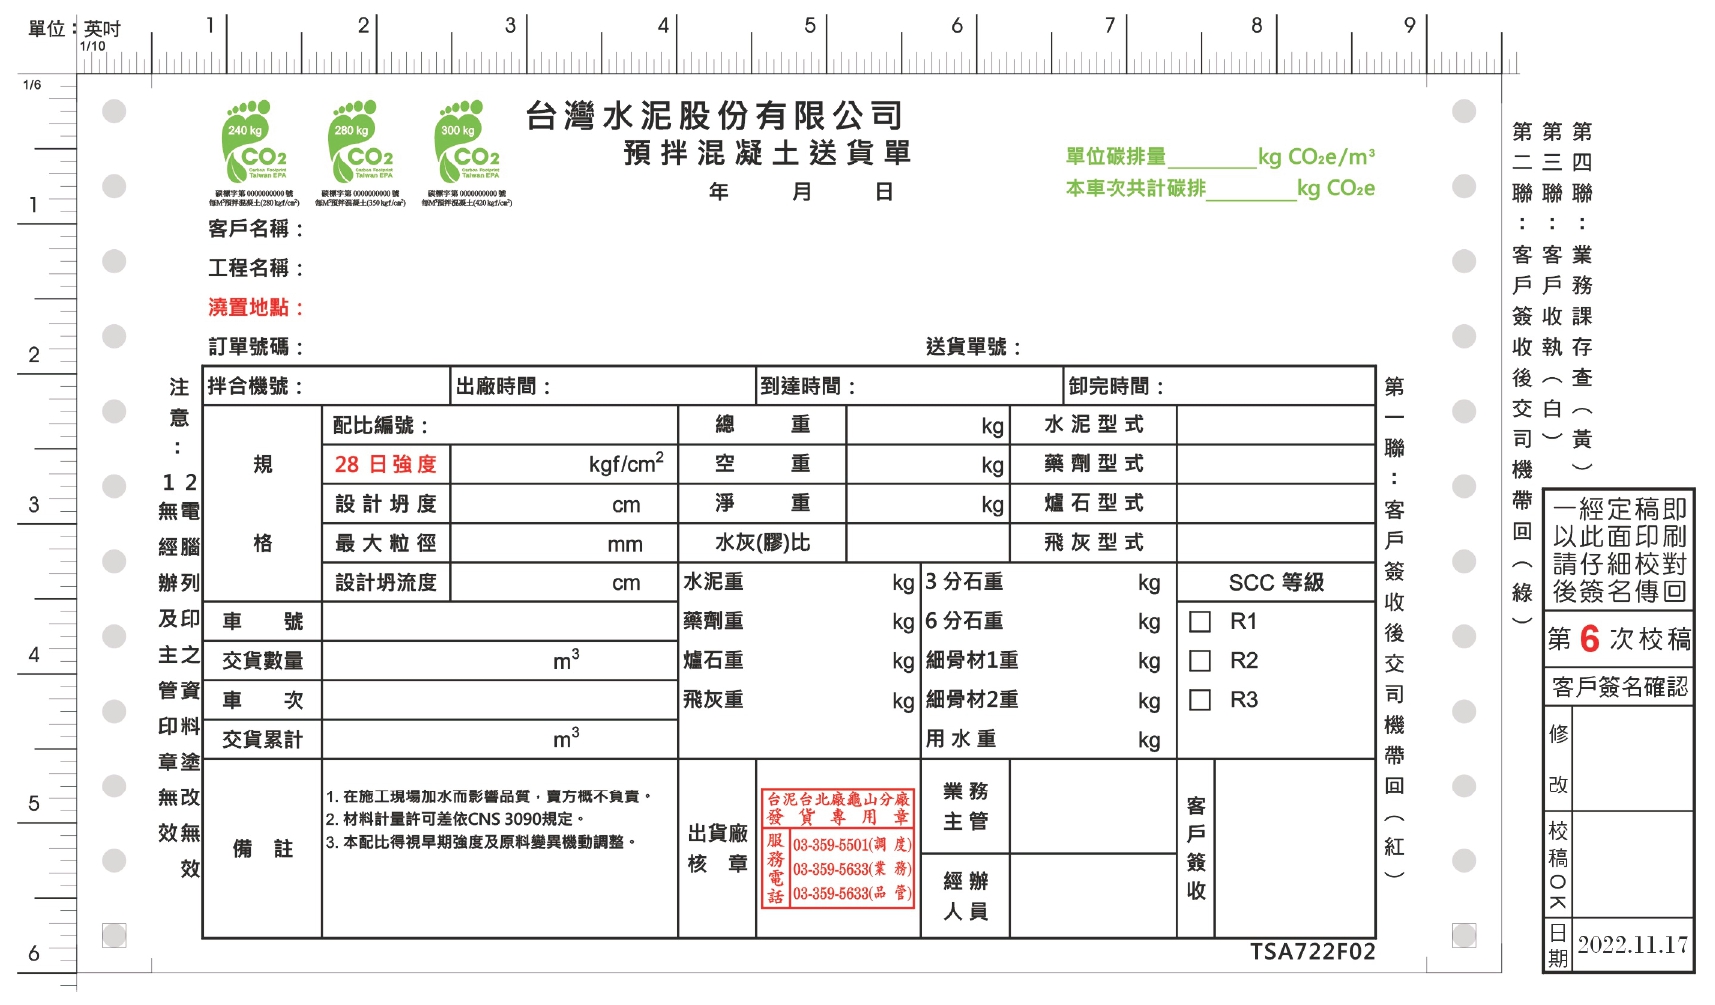 單位：英吋
1/10
1 2 3 4 5 6 7 8 9
1/6
1
2
3
4
5
6
240 kg
CO2
Carbon Footprint
Taiwan EPA
碳標字第 0000000000 號
每M³預拌混凝土(280 kgf/cm²)
280 kg
CO2
Carbon Footprint
Taiwan EPA
碳標字第 0000000000 號
每M³預拌混凝土(350 kgf/cm²)
300 kg
CO2
Carbon Footprint
Taiwan EPA
碳標字第 0000000000 號
每M³預拌混凝土(420 kgf/cm²)
台灣水泥股份有限公司
預拌混凝土送貨單
年 月 日
單位碳排量________kg CO₂e/m³
本車次共計碳排________kg CO₂e
客戶名稱：
工程名稱：
澆置地點：
訂單號碼： 送貨單號：
拌合機號： 出廠時間： 到達時間： 卸完時間：
規格
配比編號： 總重 kg 水泥型式
28 日強度 kgf/cm² 空重 kg 藥劑型式
設計坍度 cm 淨重 kg 爐石型式
最大粒徑 mm 水灰(膠)比 飛灰型式
設計坍流度 cm 水泥重 kg 3 分石重 kg SCC 等級
車號 藥劑重 kg 6 分石重 kg □ R1
交貨數量 m³ 爐石重 kg 細骨材1重 kg □ R2
車次 飛灰重 kg 細骨材2重 kg □ R3
交貨累計 m³ 用水重 kg
備註
1. 在施工現場加水而影響品質，賣方概不負責。
2. 材料計量許可差依CNS 3090規定。
3. 本配比得視早期強度及原料變異機動調整。
出貨廠
核章
台泥台北廠龜山分廠
發貨專用章
服務電話
03-359-5501(調度)
03-359-5633(業務)
03-359-5633(品管)
業務
主管
經辦
人員
客戶簽收
TSA722F02
注意：
1 無經辦及主管印章無效
2 電腦列印之資料塗改無效
第一聯：客戶簽收後交司機帶回（紅）
第二聯：客戶簽收後交司機帶回（綠）
第三聯：客戶收執（白）
第四聯：業務課存查（黃）
一經定稿即
以此面印刷
請仔細校對
後簽名傳回
第 6 次校稿
客戶簽名確認
修改
校稿OK
日期 2022.11.17